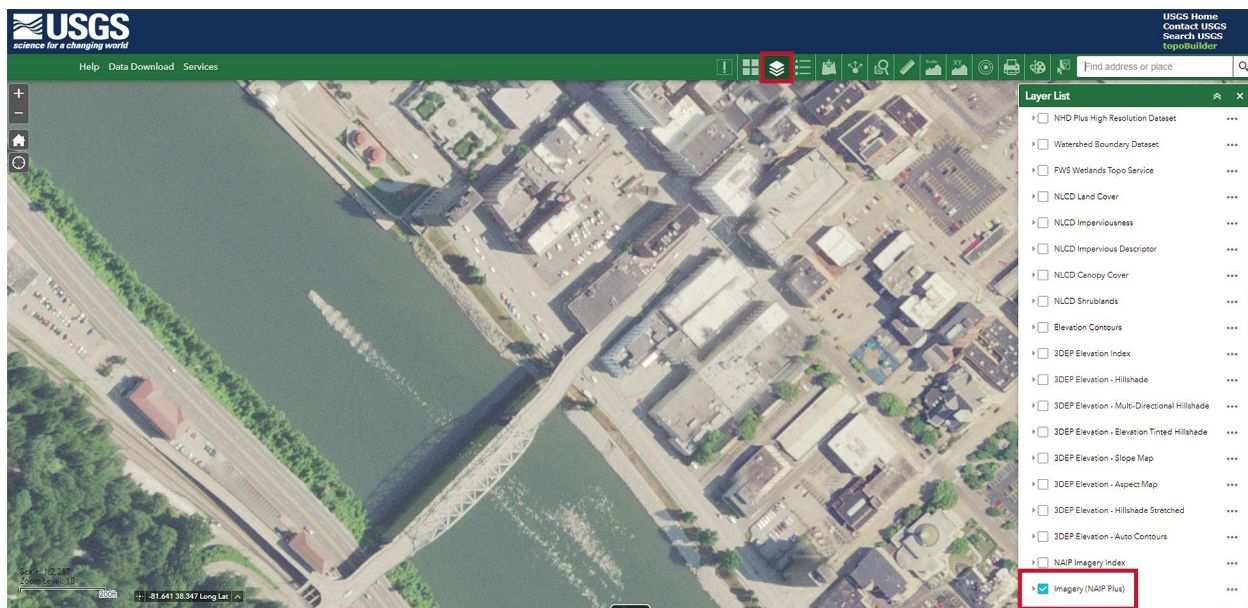 USGS
science for a changing world
USGS Home
Contact USGS
Search USGS
topoBuilder
Help Data Download Services
Find address or place
Layer List
NHD Plus High Resolution Dataset
Watershed Boundary Dataset
FWS Wetlands Topo Service
NLCD Land Cover
NLCD Imperviousness
NLCD Impervious Descriptor
NLCD Canopy Cover
NLCD Shrublands
Elevation Contours
3DEP Elevation Index
3DEP Elevation - Hillshade
3DEP Elevation - Multi-Directional Hillshade
3DEP Elevation - Elevation Tinted Hillshade
3DEP Elevation - Slope Map
3DEP Elevation - Aspect Map
3DEP Elevation - Hillshade Stretched
3DEP Elevation - Auto Contours
NAIP Imagery Index
Imagery (NAIP Plus)
Zoom Level: 18
200ft
-81.641 38.347 Long Lat